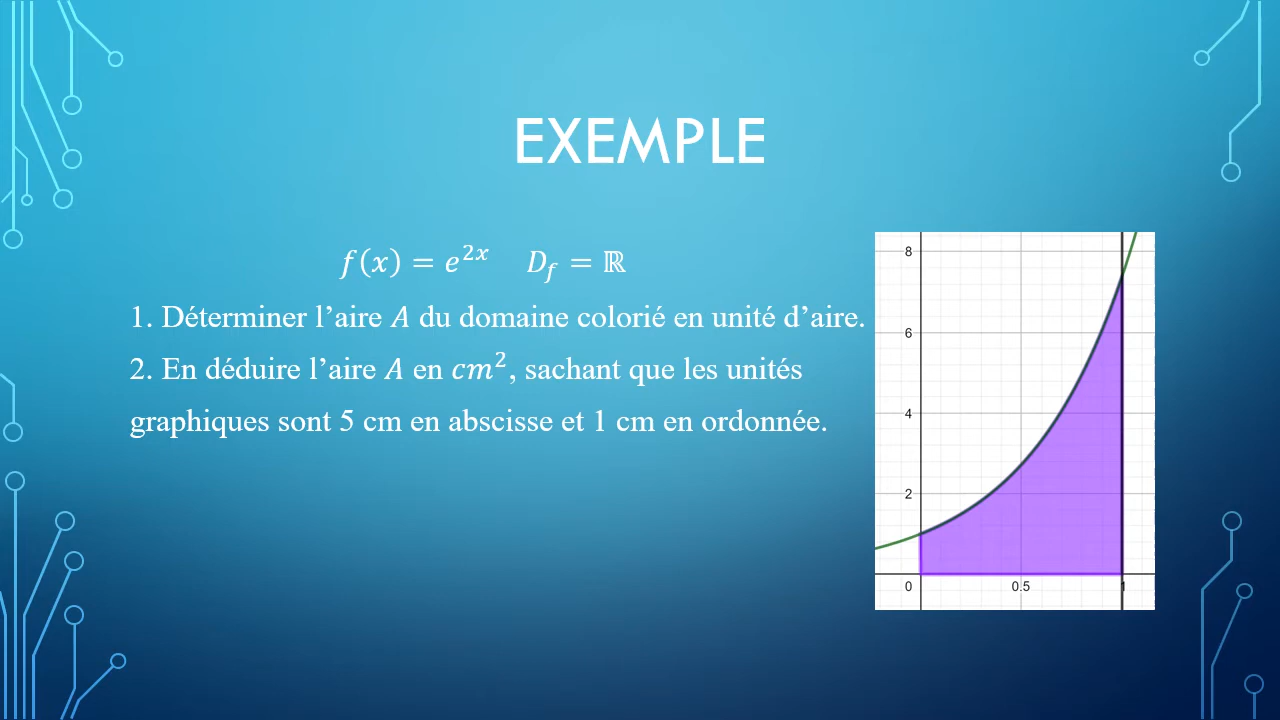 EXEMPLE
f(x) = e^{2x} D_f = ℝ
1. Déterminer l’aire A du domaine colorié en unité d’aire.
2. En déduire l’aire A en cm², sachant que les unités
graphiques sont 5 cm en abscisse et 1 cm en ordonnée.
8
6
4
2
0 0.5 1